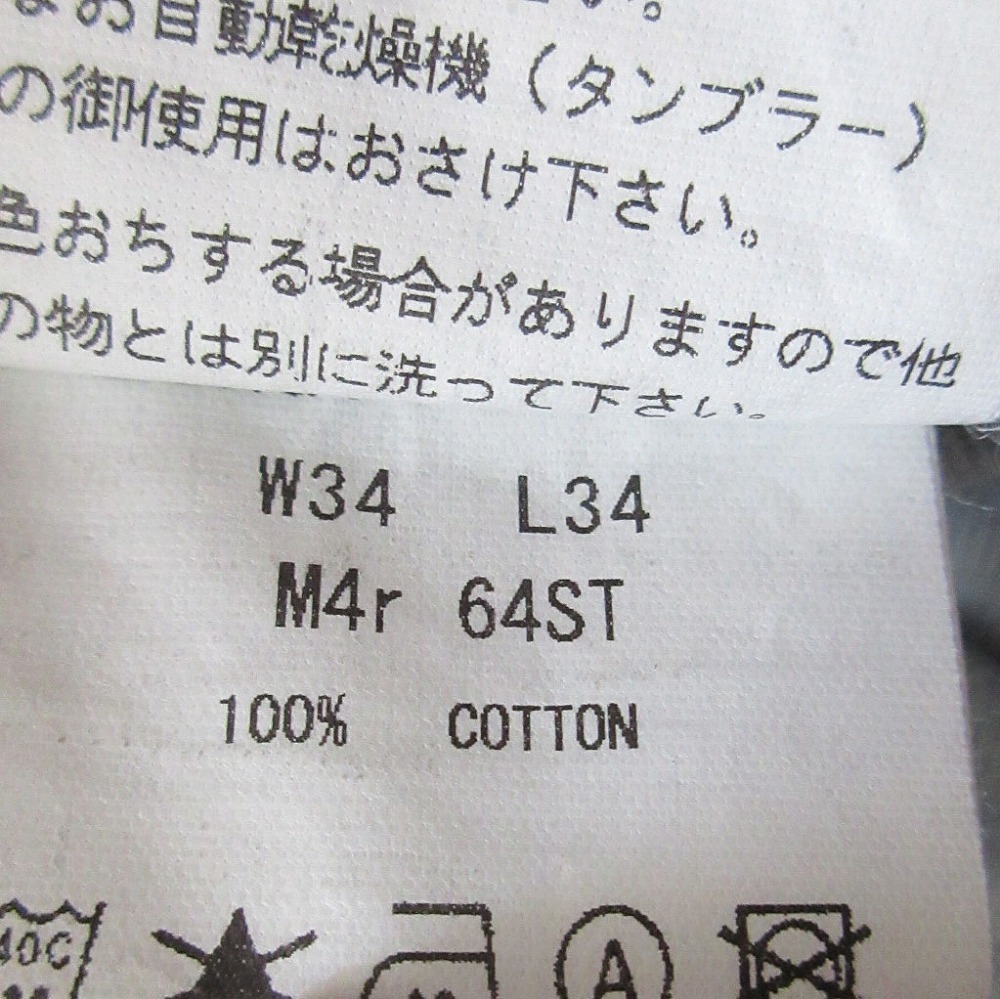 なお自動乾燥機（タンブラー）
の御使用はおさけ下さい。
色おちする場合がありますので他
の物とは別に洗って下さい。
W34 L34
M4r 64ST
100% COTTON
40C
A